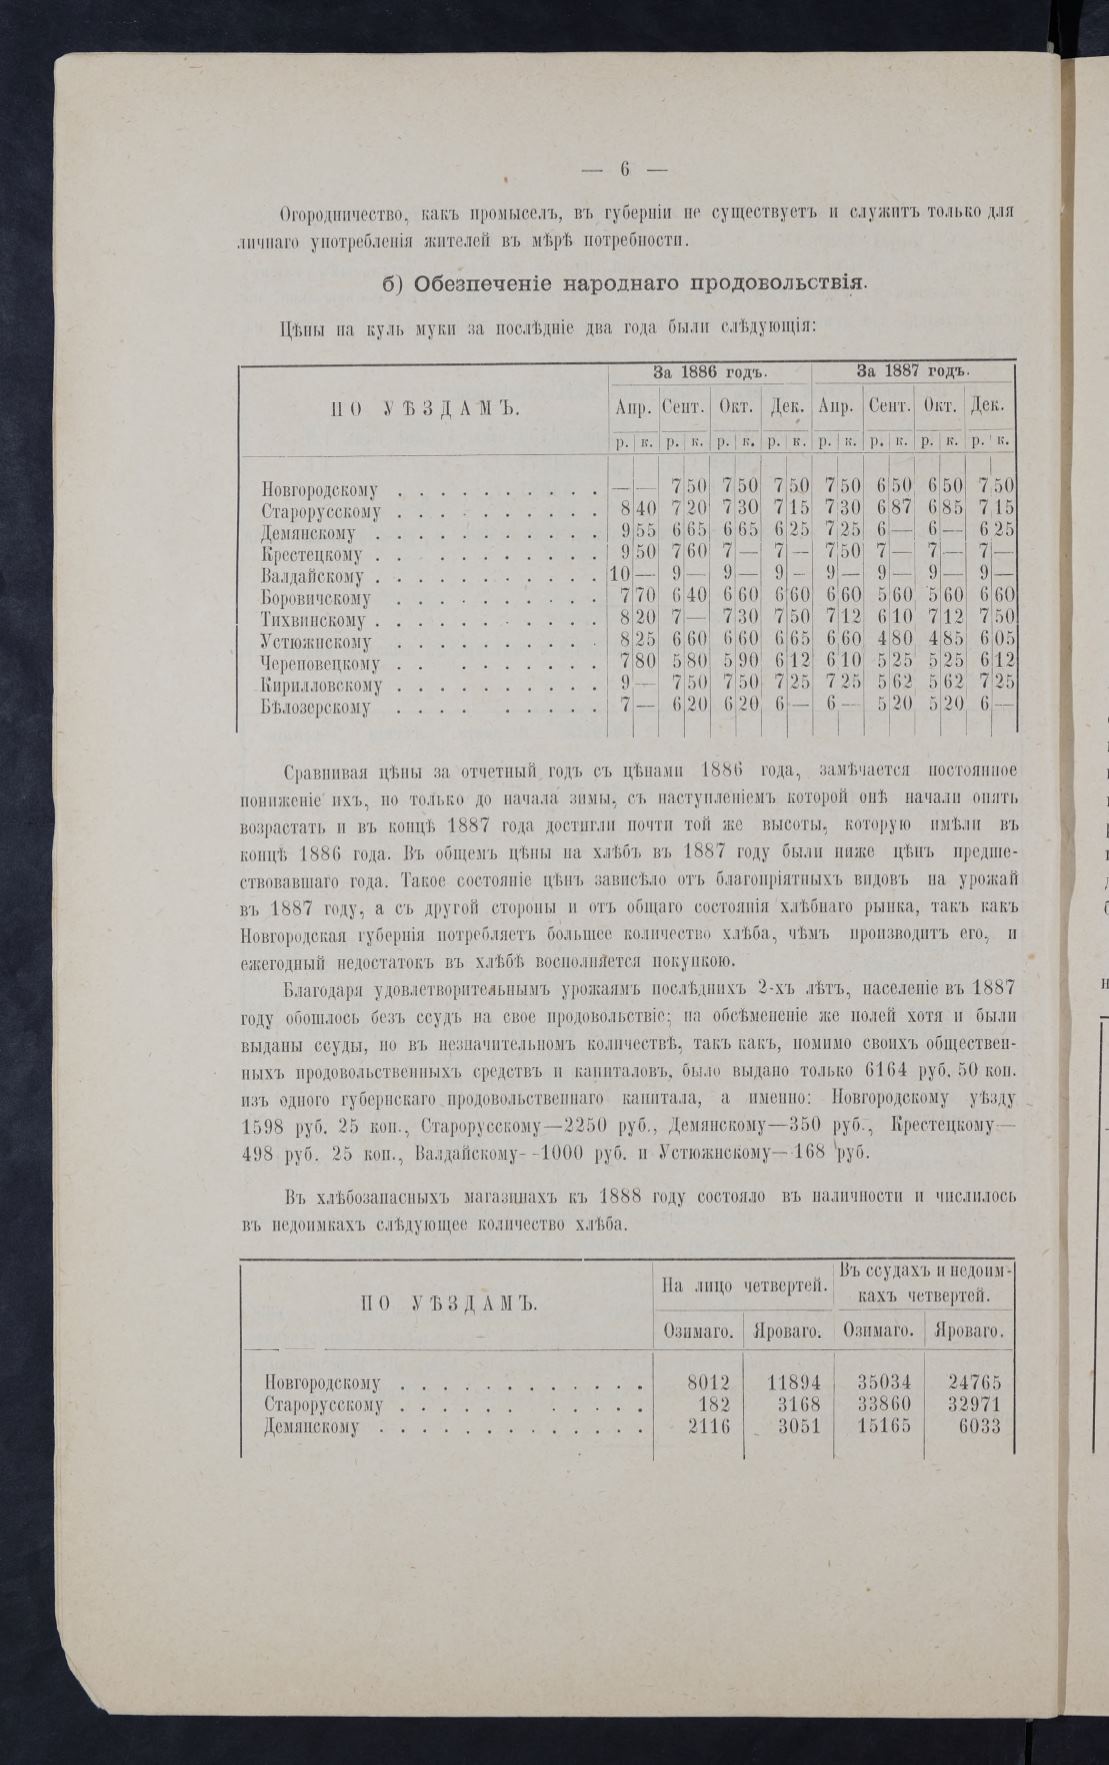 — 6 —
Огородничество, какъ промыселъ, въ губерніи не существуетъ и служитъ только для
личнаго употребленія жителей въ мѣрѣ потребности.
б) Обезпеченіе народнаго продовольствія.
Цѣны на куль муки за послѣдніе два года были слѣдующія:
ПО УѢЗДАМЪ. За 1886 годъ. За 1887 годъ.
Апр. Сент. Окт. Дек. Апр. Сент. Окт. Дек.
р. к. р. к. р. к. р. к. р. к. р. к. р. к. р. к.
Новгородскому . . . . . . . . . . — — 7 50 7 50 7 50 7 50 6 50 6 50 7 50
Старорусскому . . . . . . . . . . 8 40 7 20 7 30 7 15 7 30 6 87 6 85 7 15
Демянскому . . . . . . . . . . . 9 55 6 65 6 65 6 25 7 25 6 — 6 — 6 25
Крестецкому . . . . . . . . . . 9 50 7 60 7 — 7 — 7 50 7 — 7 — 7 —
Валдайскому . . . . . . . . . . . 10 — 9 — 9 — 9 — 9 — 9 — 9 — 9 —
Боровичскому . . . . . . . . . . 7 70 6 40 6 60 6 60 6 60 5 60 5 60 6 60
Тихвинскому . . . . . . . . . . . 8 20 7 — 7 30 7 50 7 12 6 10 7 12 7 50
Устюжнскому . . . . . . . . . . 8 25 6 60 6 60 6 65 6 60 4 80 4 85 6 05
Череповецкому . . . . . . . . . 7 80 5 80 5 90 6 12 6 10 5 25 5 25 6 12
Кирилловскому . . . . . . . . . . 9 — 7 50 7 50 7 25 7 25 5 62 5 62 7 25
Бѣлозерскому . . . . . . . . . 7 — 6 20 6 20 6 — 6 — 5 20 5 20 6 —
Сравнивая цѣны за отчетный годъ съ цѣнами 1886 года, замѣчается постоянное
пониженіе ихъ, но только до начала зимы, съ наступленіемъ которой онѣ начали опять
возрастать и въ концѣ 1887 года достигли почти той же высоты, которую имѣли въ
концѣ 1886 года. Въ общемъ цѣны на хлѣбъ въ 1887 году были ниже цѣнъ предше-
ствовавшаго года. Такое состояніе цѣнъ зависѣло отъ благопріятныхъ видовъ на урожай
въ 1887 году, а съ другой стороны и отъ общаго состоянія хлѣбнаго рынка, такъ какъ
Новгородская губернія потребляетъ большее количество хлѣба, чѣмъ производитъ его, и
ежегодный недостатокъ въ хлѣбѣ восполняется покупкою.
Благодаря удовлетворительнымъ урожаямъ послѣднихъ 2-хъ лѣтъ, населеніе въ 1887
году обошлось безъ ссудъ на свое продовольствіе; на обсѣмененіе же полей хотя и были
выданы ссуды, но въ незначительномъ количествѣ, такъ какъ, помимо своихъ обществен-
ныхъ продовольственныхъ средствъ и капиталовъ, было выдано только 6164 руб. 50 коп.
изъ одного губернскаго продовольственнаго капитала, а именно: Новгородскому уѣзду
1598 руб. 25 коп., Старорусскому—2250 руб., Демянскому—350 руб., Крестецкому—
498 руб. 25 коп., Валдайскому--1000 руб. и Устюжнскому—168 руб.
Въ хлѣбозапасныхъ магазинахъ къ 1888 году состояло въ наличности и числилось
въ недоимкахъ слѣдующее количество хлѣба.
ПО УѢЗДАМЪ. На лицо четвертей. Въ ссудахъ и недоим-
кахъ четвертей.
Озимаго. Яроваго. Озимаго. Яроваго.
Новгородскому . . . . . . . . . . . . 8012 11894 35034 24765
Старорусскому . . . . . . . . . . . 182 3168 33860 32971
Демянскому . . . . . . . . . . . . . 2116 3051 15165 6033